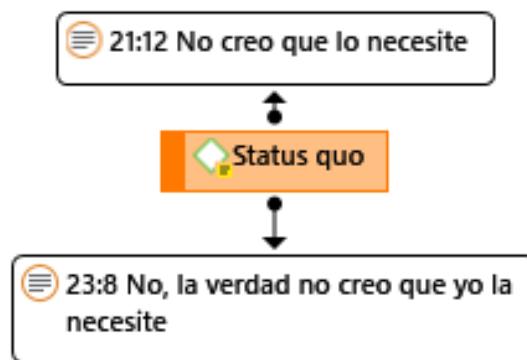 21:12 No creo que lo necesite
Status quo
23:8 No, la verdad no creo que yo la
necesite